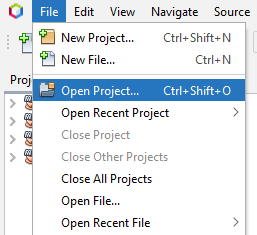 File Edit View Navigate Source
New Project... Ctrl+Shift+N
New File... Ctrl+N
Open Project... Ctrl+Shift+O
Open Recent Project
Close Project
Close Other Projects
Close All Projects
Open File...
Open Recent File